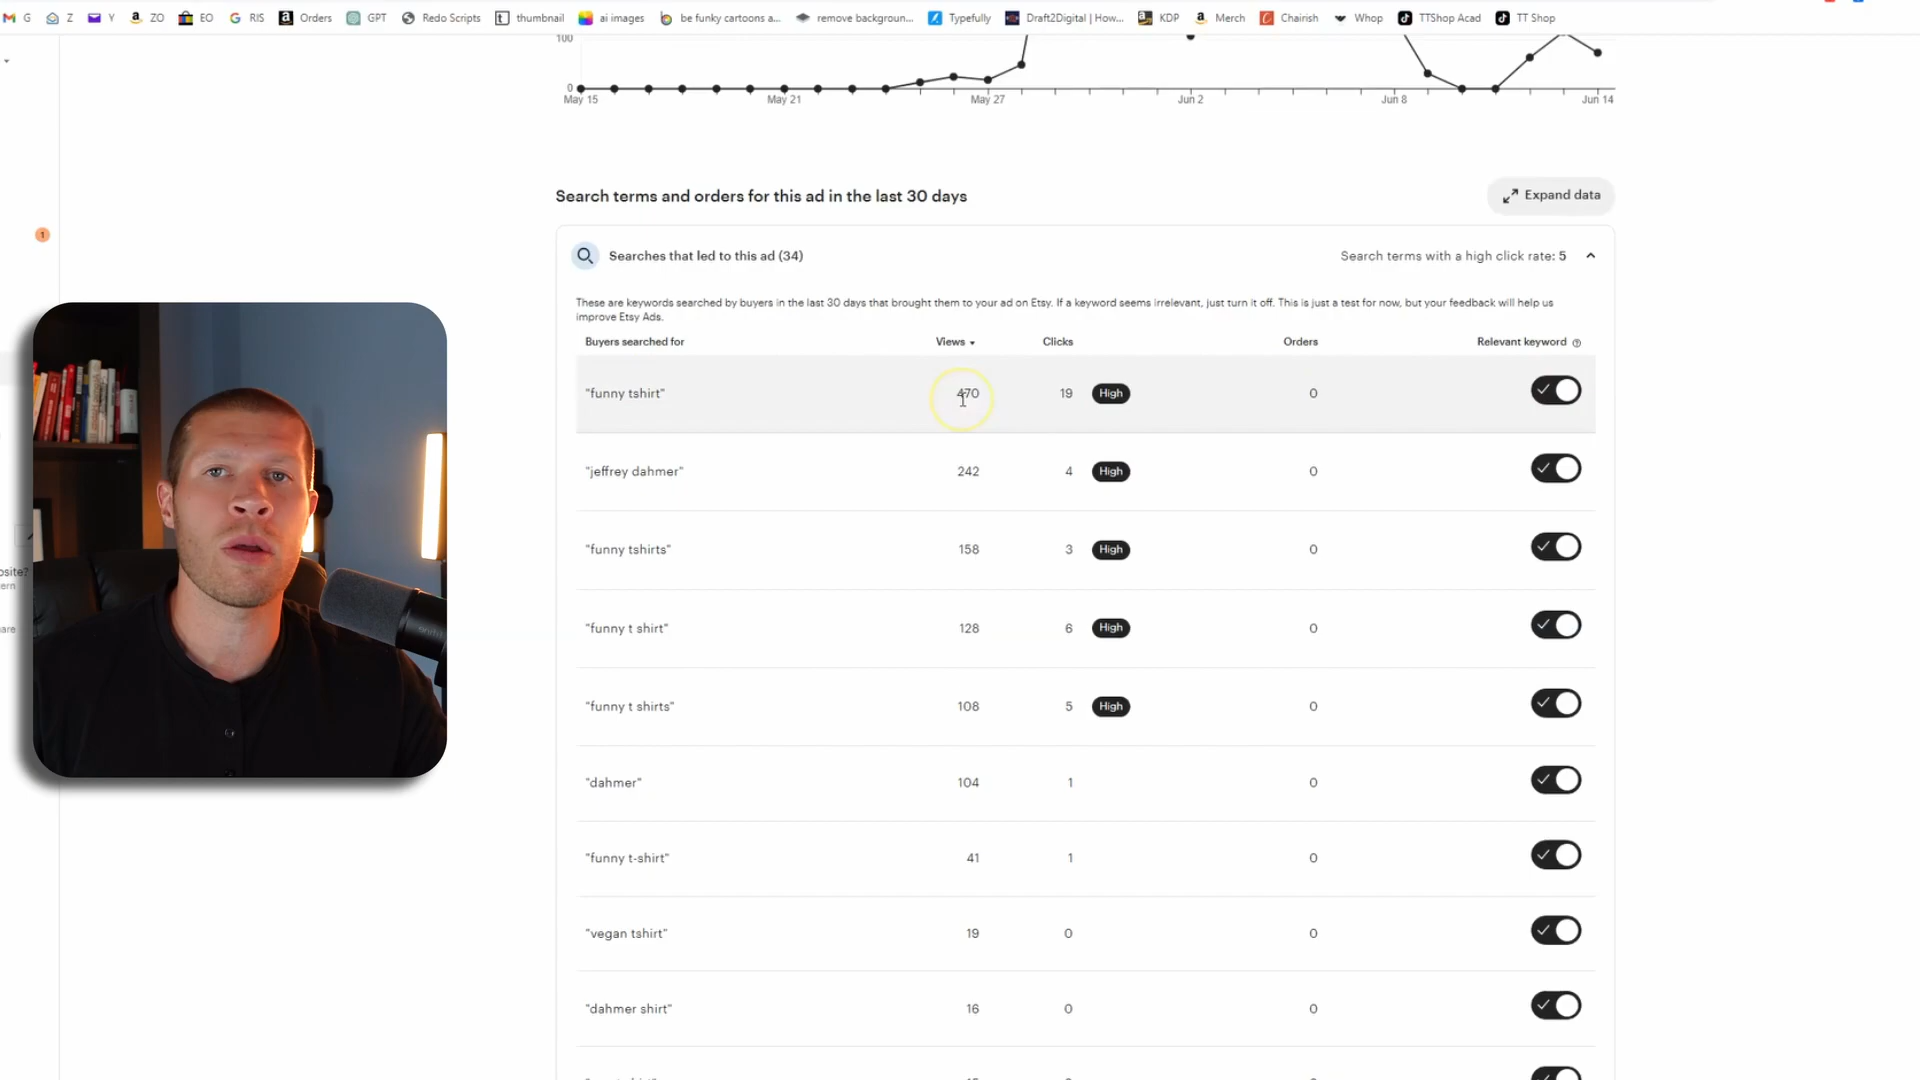 G Z Y ZO EO RIS Orders GPT Redo Scripts thumbnail ai images be funky cartoons a... remove backgroun... Typefully Draft2Digital | How... KDP Merch Chairish Whop TTShop Acad TT Shop
100
0
May 15 May 21 May 27 Jun 2 Jun 8 Jun 14
Search terms and orders for this ad in the last 30 days
Expand data
1
Searches that led to this ad (34)
Search terms with a high click rate: 5
These are keywords searched by buyers in the last 30 days that brought them to your ad on Etsy. If a keyword seems irrelevant, just turn it off. This is just a test for now, but your feedback will help us
improve Etsy Ads.
Buyers searched for Views Clicks Orders Relevant keyword
"funny tshirt" 470 19 High 0
"jeffrey dahmer" 242 4 High 0
"funny tshirts" 158 3 High 0
"funny t shirt" 128 6 High 0
"funny t shirts" 108 5 High 0
"dahmer" 104 1 0
"funny t-shirt" 41 1 0
"vegan tshirt" 19 0 0
"dahmer shirt" 16 0 0